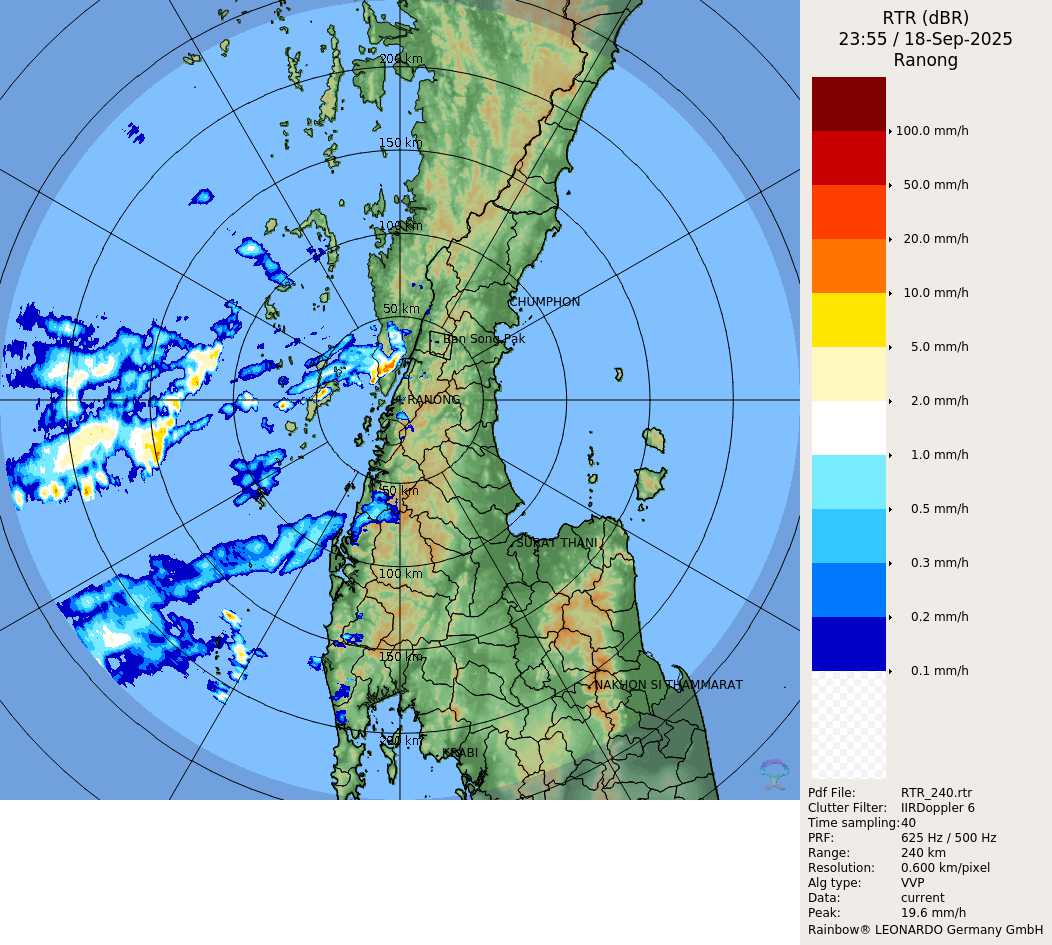 RTR (dBR)
23:55 / 18-Sep-2025
Ranong
100.0 mm/h
50.0 mm/h
20.0 mm/h
10.0 mm/h
5.0 mm/h
2.0 mm/h
1.0 mm/h
0.5 mm/h
0.3 mm/h
0.2 mm/h
0.1 mm/h
Pdf File: RTR_240.rtr
Clutter Filter: IIRDoppler 6
Time sampling: 40
PRF: 625 Hz / 500 Hz
Range: 240 km
Resolution: 0.600 km/pixel
Alg type: VVP
Data: current
Peak: 19.6 mm/h
Rainbow® LEONARDO Germany GmbH
200 km
150 km
100 km
CHUMPHON
50 km
Ban Song Pak
RANONG
50 km
SURAT THANI
100 km
150 km
NAKHON SI THAMMARAT
200 km
KRABI